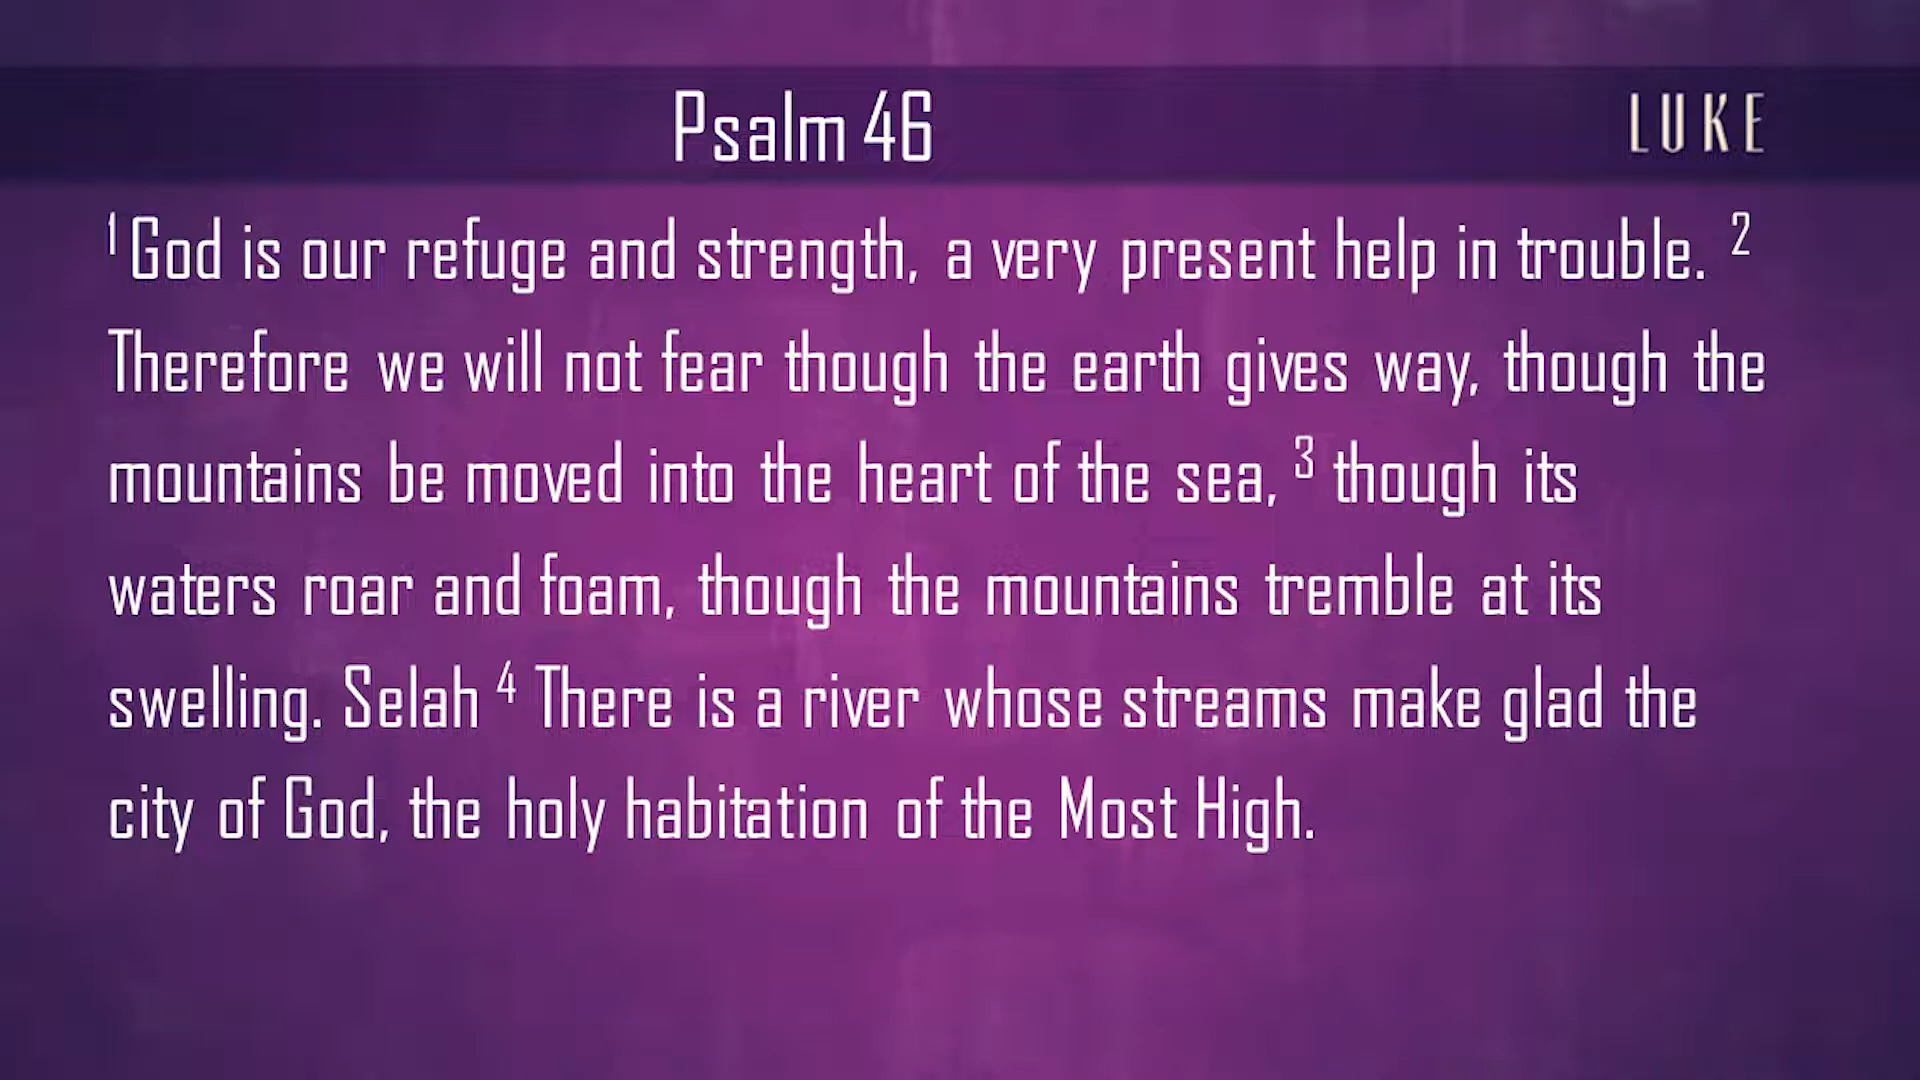 Psalm 46
LUKE
1 God is our refuge and strength, a very present help in trouble. 2
Therefore we will not fear though the earth gives way, though the
mountains be moved into the heart of the sea, 3 though its
waters roar and foam, though the mountains tremble at its
swelling. Selah 4 There is a river whose streams make glad the
city of God, the holy habitation of the Most High.